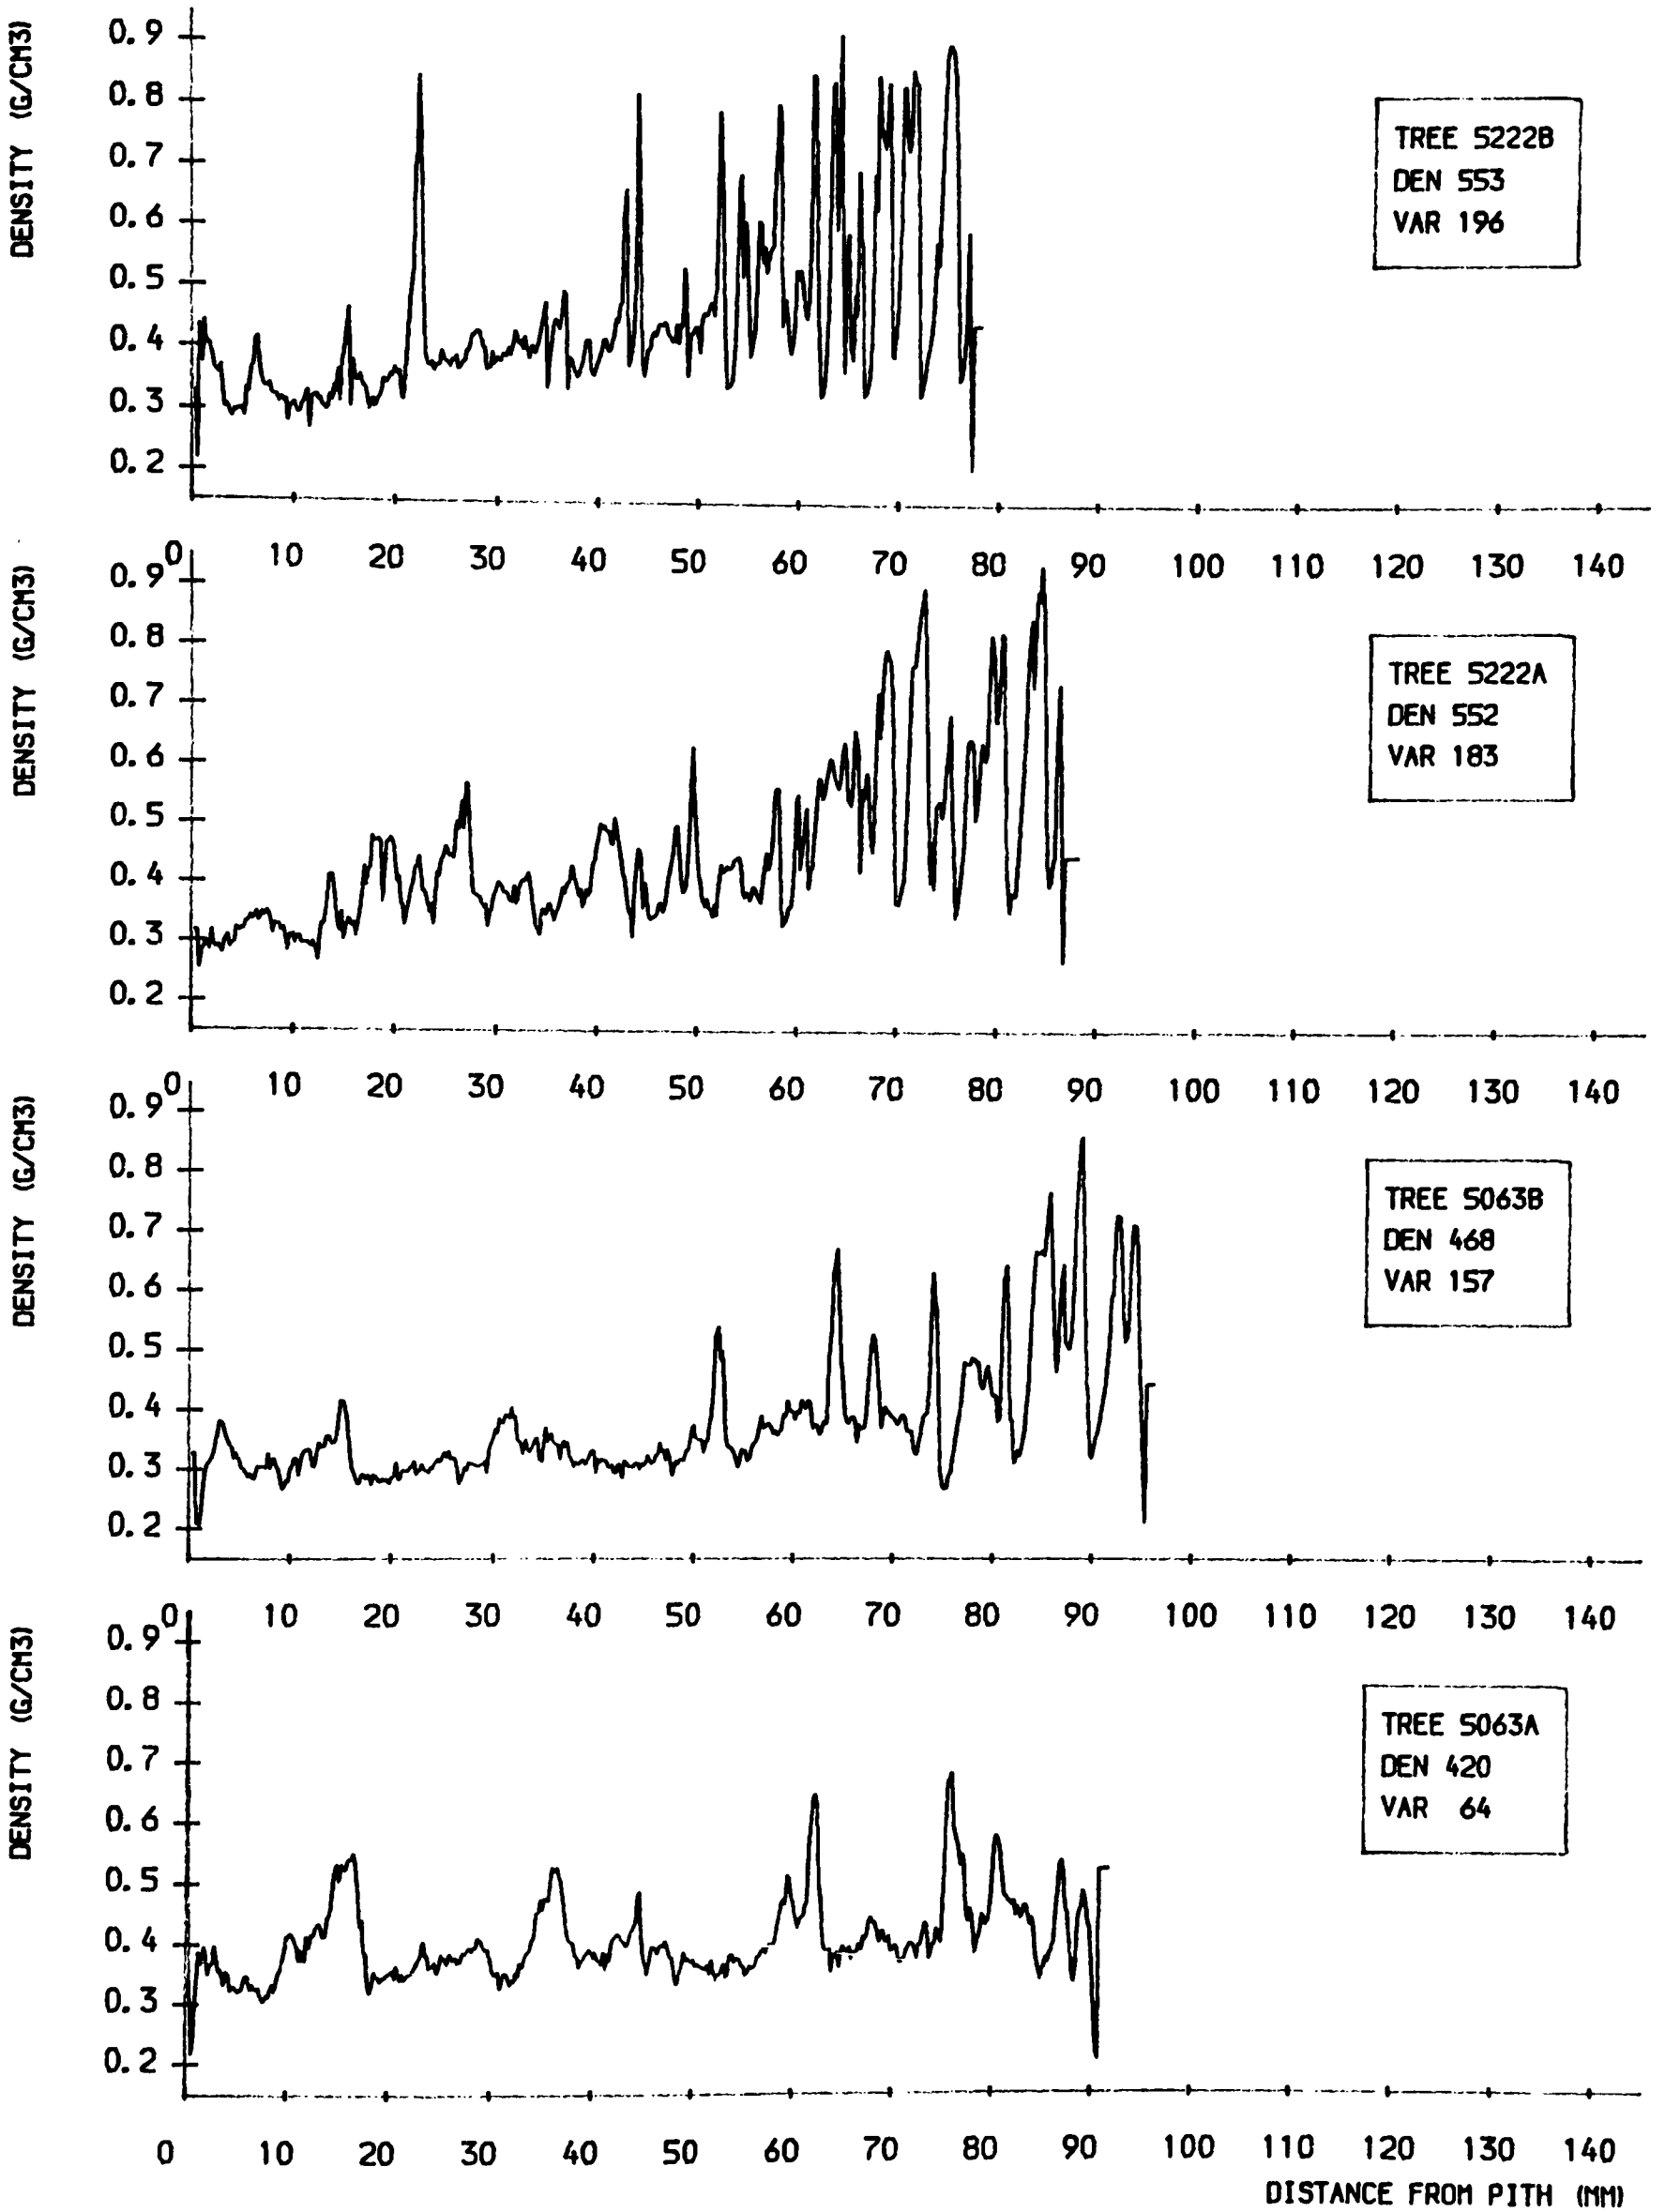 DENSITY (G/CM3)
0.9
0.8
0.7
0.6
0.5
0.4
0.3
0.2
TREE 5222B
DEN 553
VAR 196
0 10 20 30 40 50 60 70 80 90 100 110 120 130 140
DENSITY (G/CM3)
0.9
0.8
0.7
0.6
0.5
0.4
0.3
0.2
TREE 5222A
DEN 552
VAR 183
0 10 20 30 40 50 60 70 80 90 100 110 120 130 140
DENSITY (G/CM3)
0.9
0.8
0.7
0.6
0.5
0.4
0.3
0.2
TREE 5063B
DEN 468
VAR 157
0 10 20 30 40 50 60 70 80 90 100 110 120 130 140
DENSITY (G/CM3)
0.9
0.8
0.7
0.6
0.5
0.4
0.3
0.2
TREE 5063A
DEN 420
VAR 64
0 10 20 30 40 50 60 70 80 90 100 110 120 130 140
DISTANCE FROM PITH (MM)